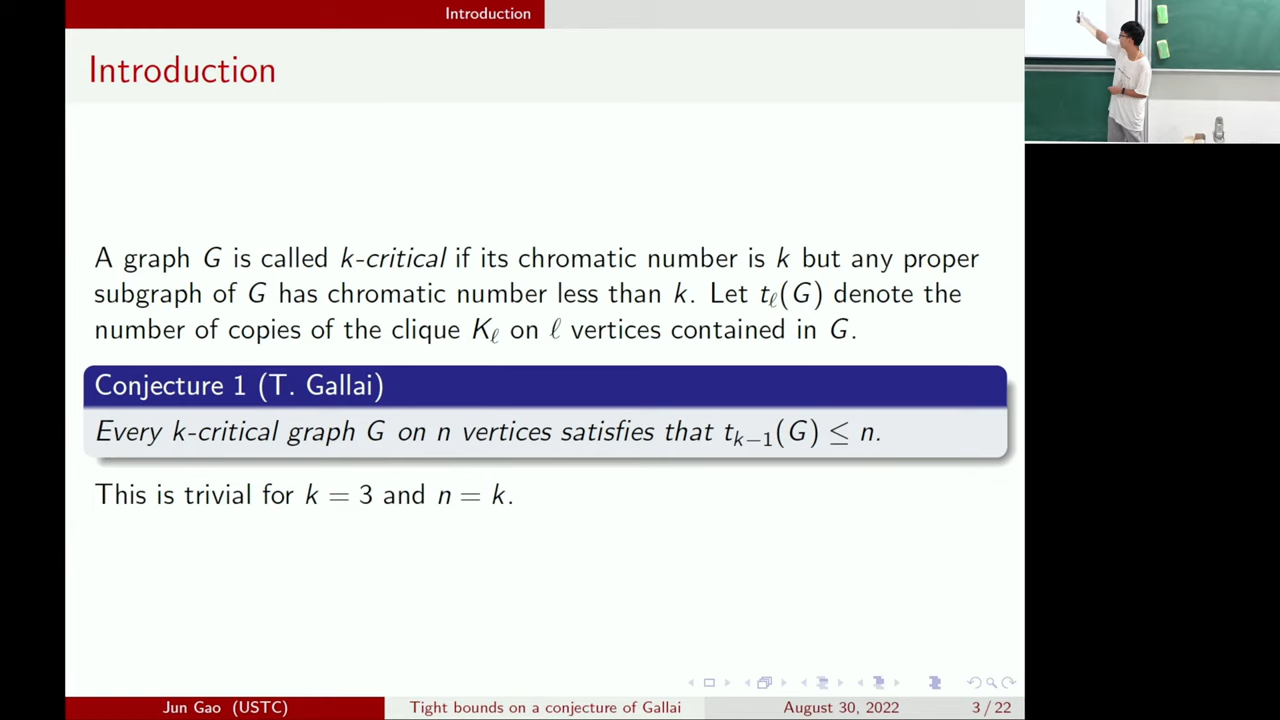 Introduction
Introduction
A graph G is called k-critical if its chromatic number is k but any proper
subgraph of G has chromatic number less than k. Let tℓ(G) denote the
number of copies of the clique Kℓ on ℓ vertices contained in G.
Conjecture 1 (T. Gallai)
Every k-critical graph G on n vertices satisfies that tₖ₋₁(G) ≤ n.
This is trivial for k = 3 and n = k.
Jun Gao (USTC)
Tight bounds on a conjecture of Gallai
August 30, 2022
3 / 22